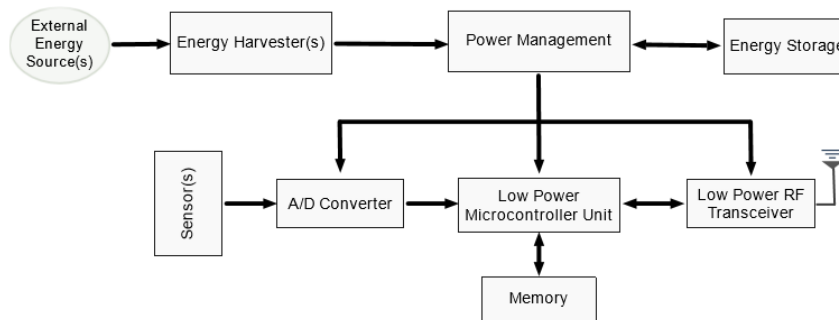 External
Energy
Source(s)
Energy Harvester(s)
Power Management
Energy Storage
Sensor(s)
A/D Converter
Low Power
Microcontroller Unit
Low Power RF
Transceiver
Memory